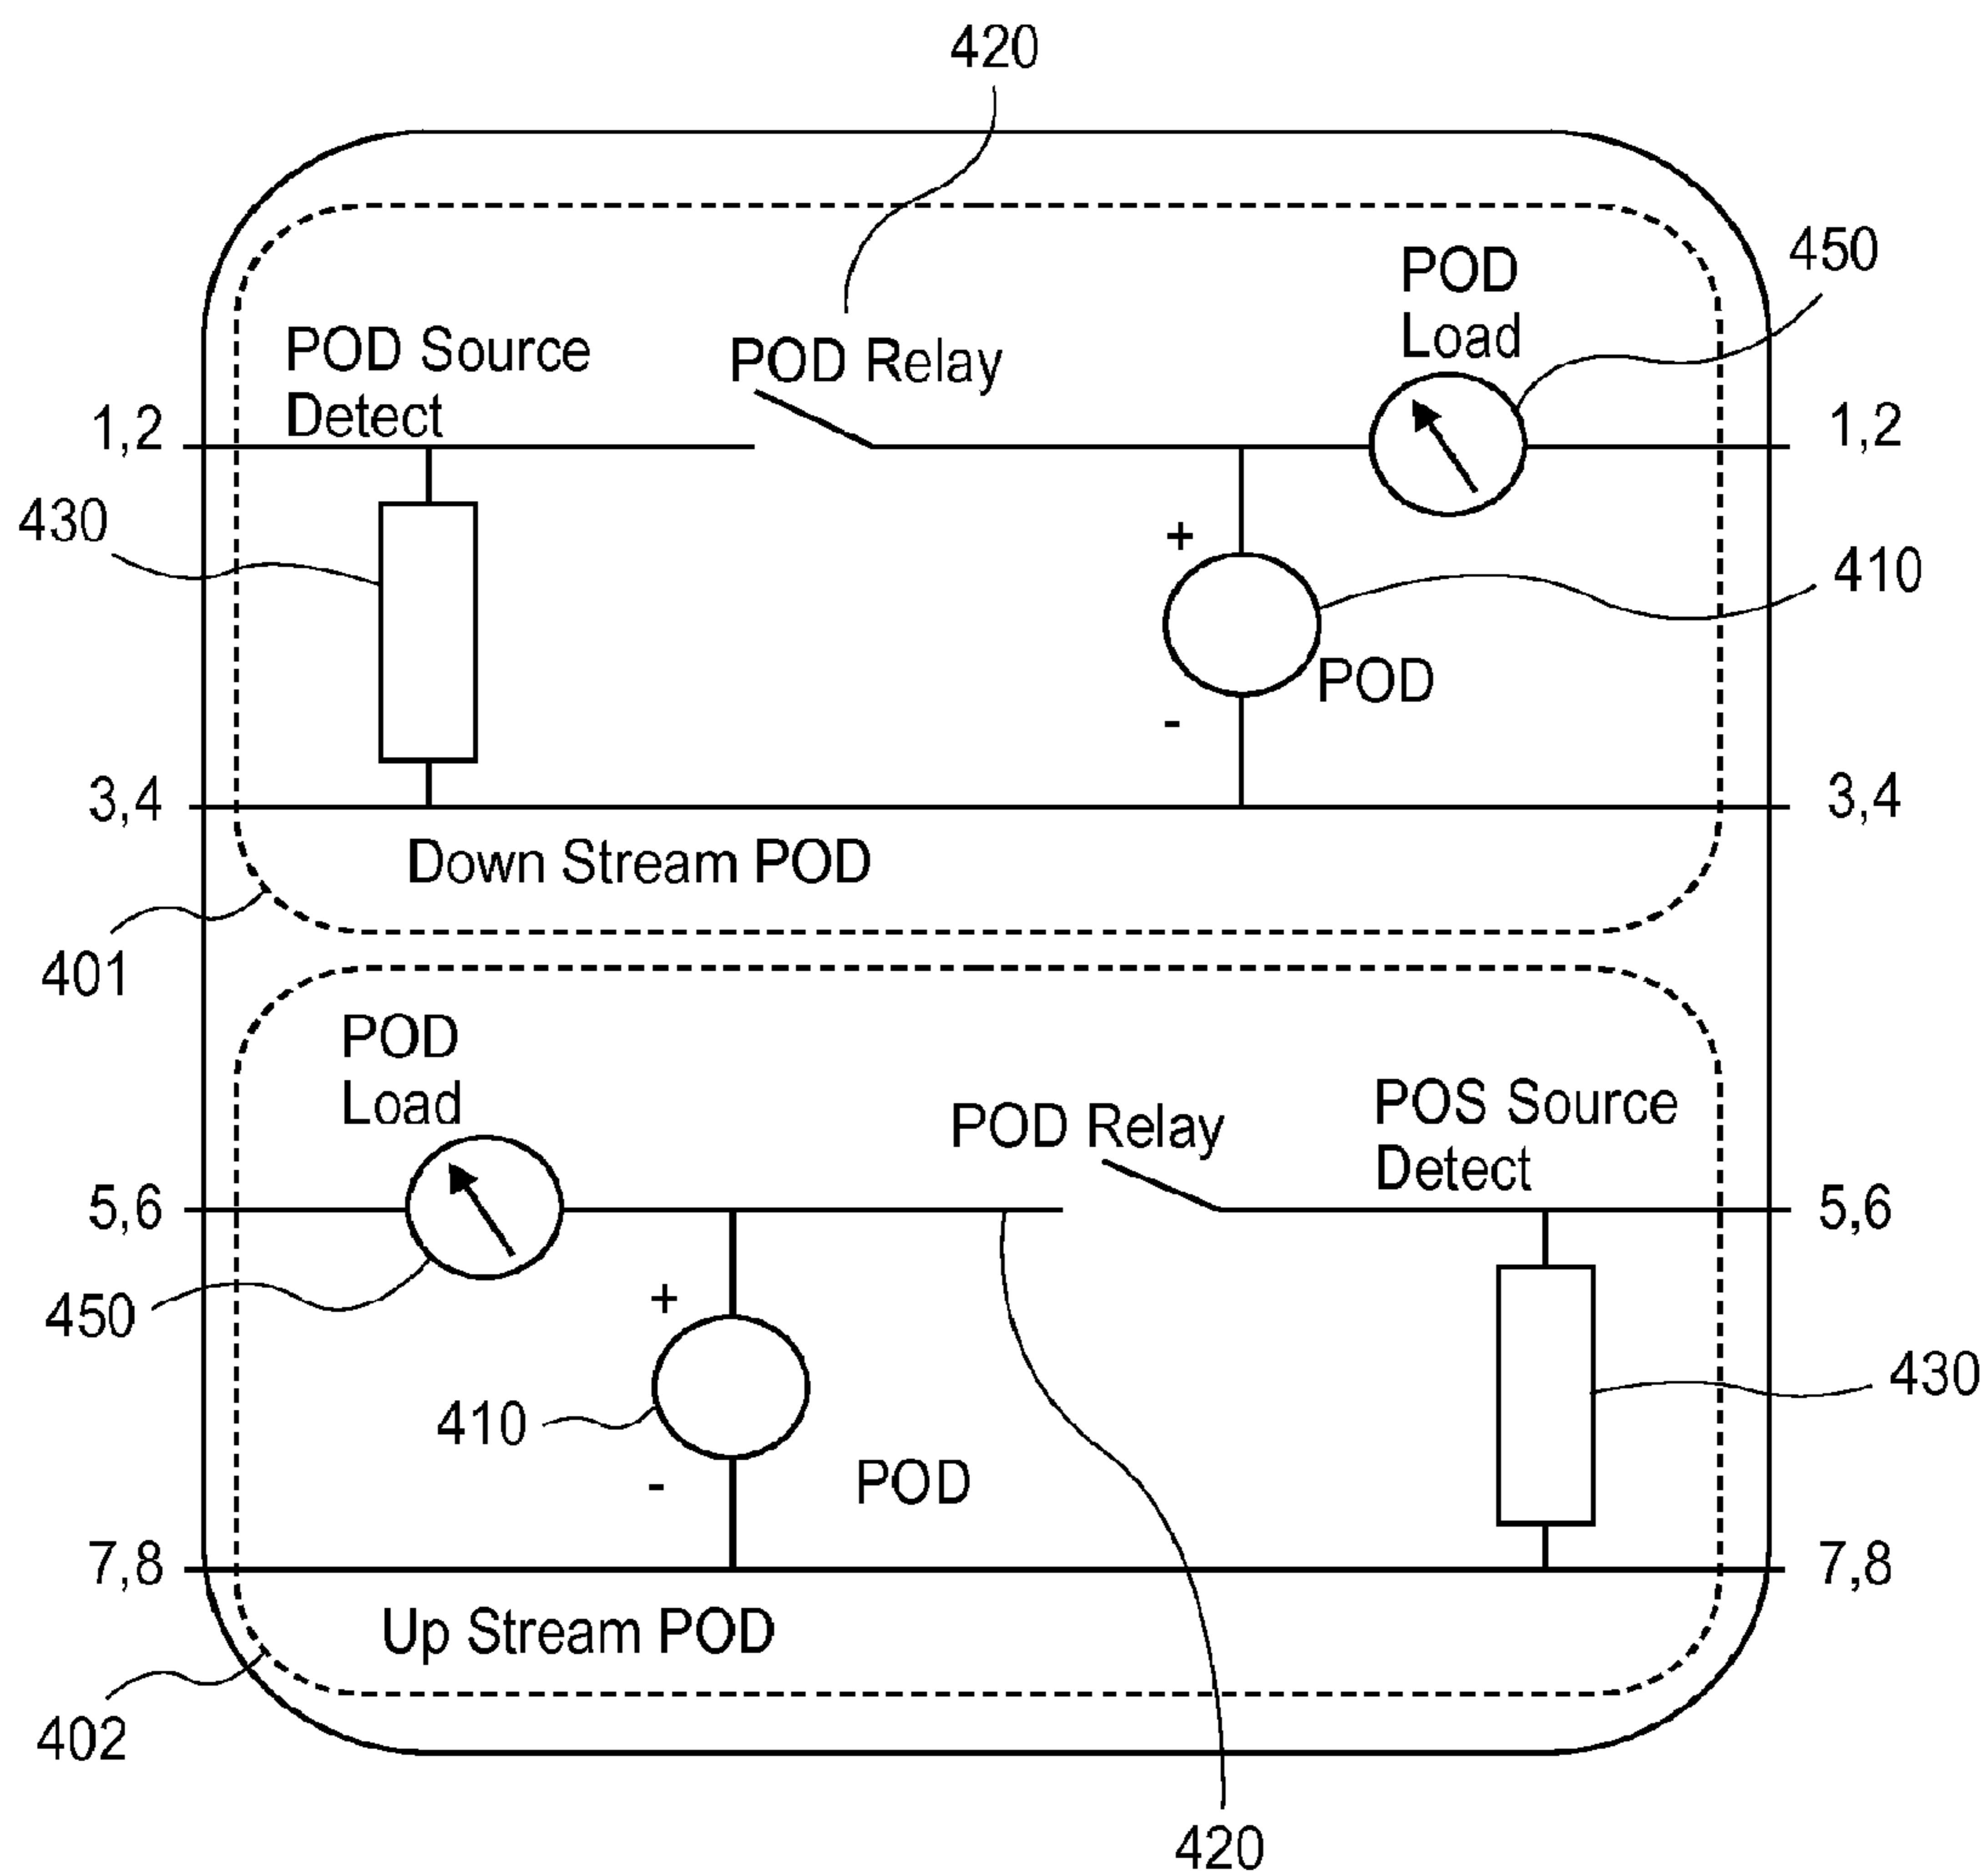 420
450
POD
Load
POD Source
Detect
POD Relay
1,2
1,2
430
+
410
POD
-
3,4
3,4
Down Stream POD
401
POD
Load
POD Relay
POS Source
Detect
5,6
5,6
450
+
430
410
POD
-
7,8
7,8
Up Stream POD
402
420